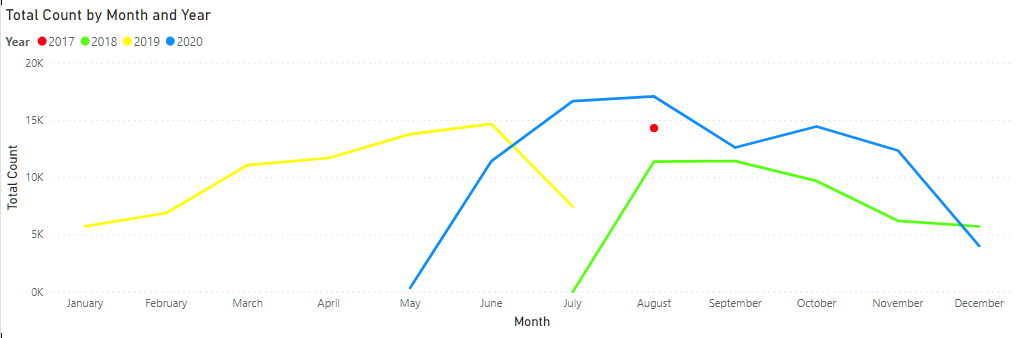 Total Count by Month and Year
Year 2017 2018 2019 2020
20K
15K
10K
5K
0K
Total Count
January February March April May June July August September October November December
Month